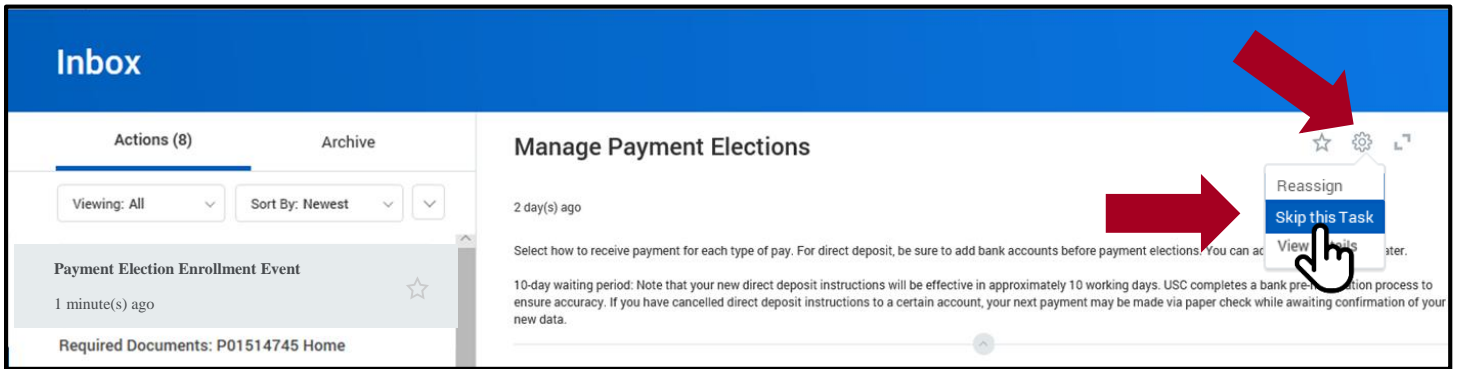 Inbox
Actions (8)
Archive
Viewing: All
Sort By: Newest
Payment Election Enrollment Event
1 minute(s) ago
Required Documents: P01514745 Home
Manage Payment Elections
2 day(s) ago
Select how to receive payment for each type of pay. For direct deposit, be sure to add bank accounts before payment elections. You can
10-day waiting period: Note that your new direct deposit instructions will be effective in approximately 10 working days. USC completes a bank process to
ensure accuracy. If you have cancelled direct deposit instructions to a certain account, your next payment may be made via paper check while awaiting confirmation of your
new data.
Reassign
Skip this Task
View